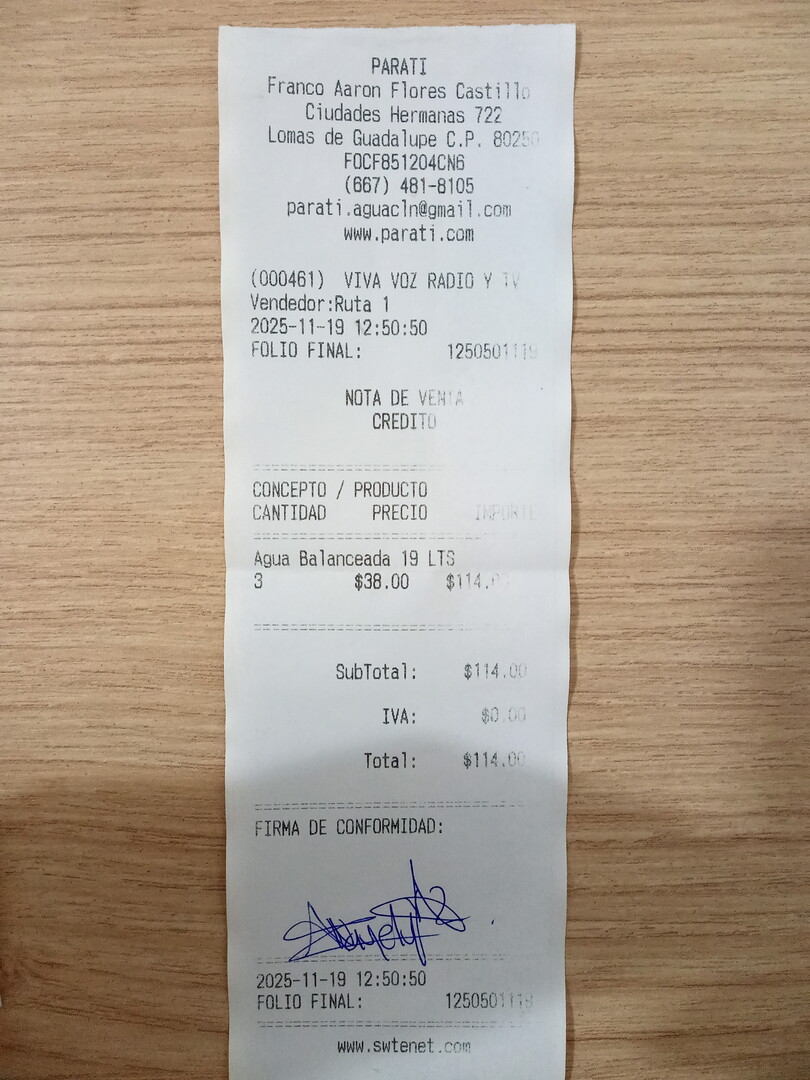 PARATI
Franco Aaron Flores Castillo
Ciudades Hermanas 722
Lomas de Guadalupe C.P. 80250
FOCF851204CN6
(667) 481-8105
parati.aguacln@gmail.com
www.parati.com
(000461) VIVA VOZ RADIO Y TV
Vendedor:Ruta 1
2025-11-19 12:50:50
FOLIO FINAL: 1250501119
NOTA DE VENTA
CREDITO
CONCEPTO / PRODUCTO
CANTIDAD PRECIO IMPORTE
Agua Balanceada 19 LTS
3 $38.00 $114.00
SubTotal: $114.00
IVA: $0.00
Total: $114.00
FIRMA DE CONFORMIDAD:
2025-11-19 12:50:50
FOLIO FINAL: 1250501119
www.swtenet.com